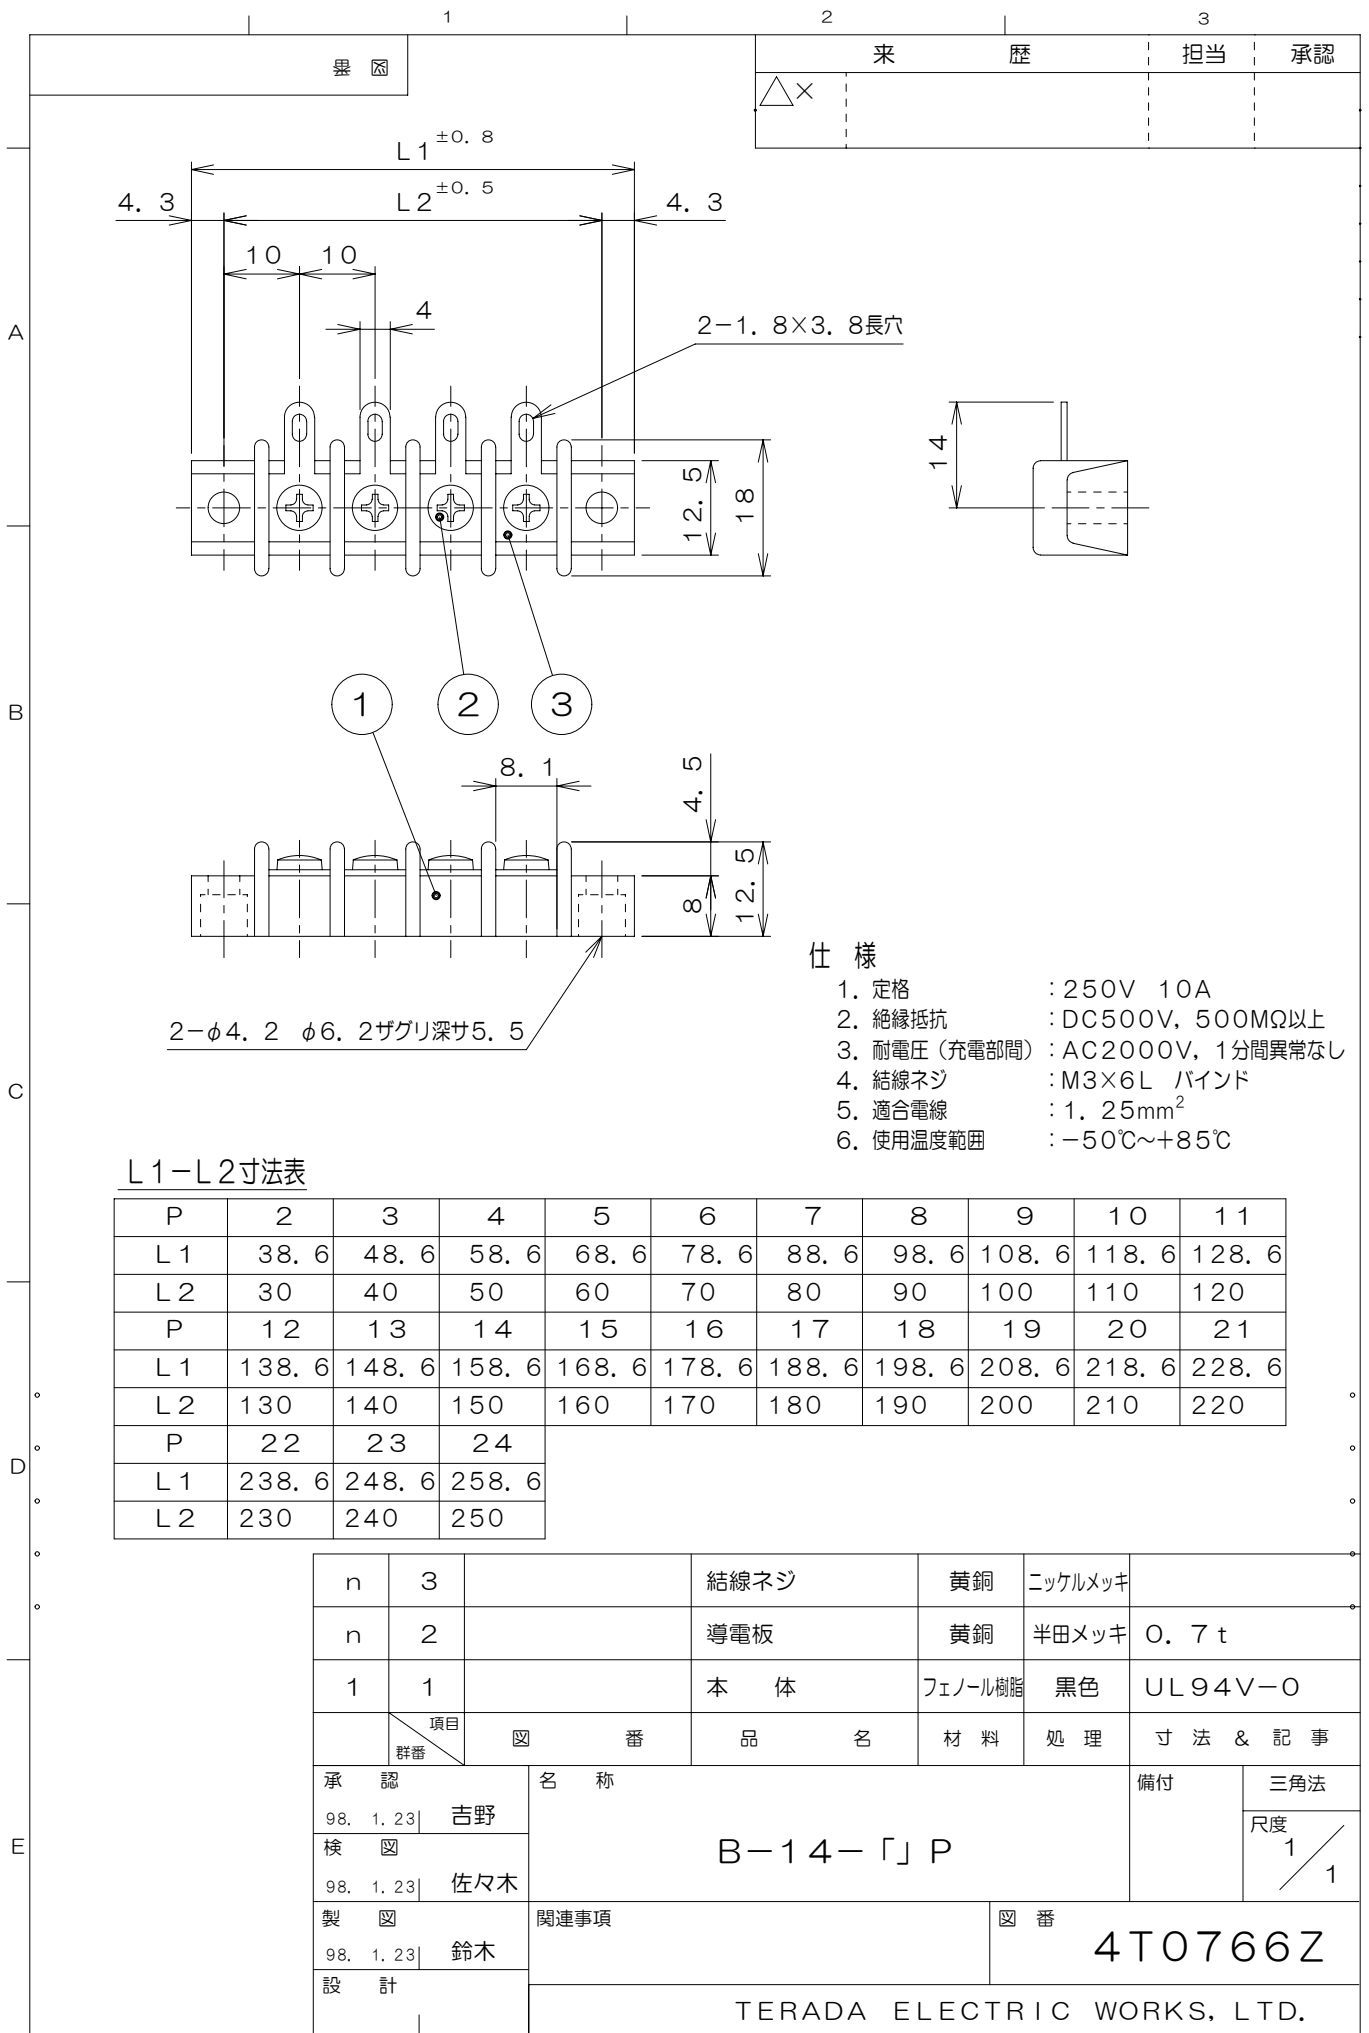 1 2 3
図番
来歴 担当 承認
△×
L1±0.8
L2±0.5
4.3 4.3
10 10
4
2-1.8×3.8長穴
A
14
12.5
18
1 2 3
B
8.1
4.5
8
12.5
2-φ4.2 φ6.2ザグリ深サ5.5
C
仕様
1. 定格 :250V 10A
2. 絶縁抵抗 :DC500V, 500MΩ以上
3. 耐電圧(充電部間):AC2000V, 1分間異常なし
4. 結線ネジ :M3×6L バインド
5. 適合電線 :1.25mm²
6. 使用温度範囲 :-50℃~+85℃
L1-L2寸法表
P 2 3 4 5 6 7 8 9 10 11
L1 38.6 48.6 58.6 68.6 78.6 88.6 98.6 108.6 118.6 128.6
L2 30 40 50 60 70 80 90 100 110 120
P 12 13 14 15 16 17 18 19 20 21
L1 138.6 148.6 158.6 168.6 178.6 188.6 198.6 208.6 218.6 228.6
L2 130 140 150 160 170 180 190 200 210 220
P 22 23 24
L1 238.6 248.6 258.6
L2 230 240 250
D
n 3 結線ネジ 黄銅 ニッケルメッキ
n 2 導電板 黄銅 半田メッキ 0.7t
1 1 本体 フェノール樹脂 黒色 UL94V-0
項目
群番
図番 品名 材料 処理 寸法&記事
承認
98. 1.23 吉野
検図
98. 1.23 佐々木
製図
98. 1.23 鈴木
設計
名称
B-14-「」P
備付
三角法
尺度
1/1
E
関連事項
図番
4T0766Z
TERADA ELECTRIC WORKS, LTD.